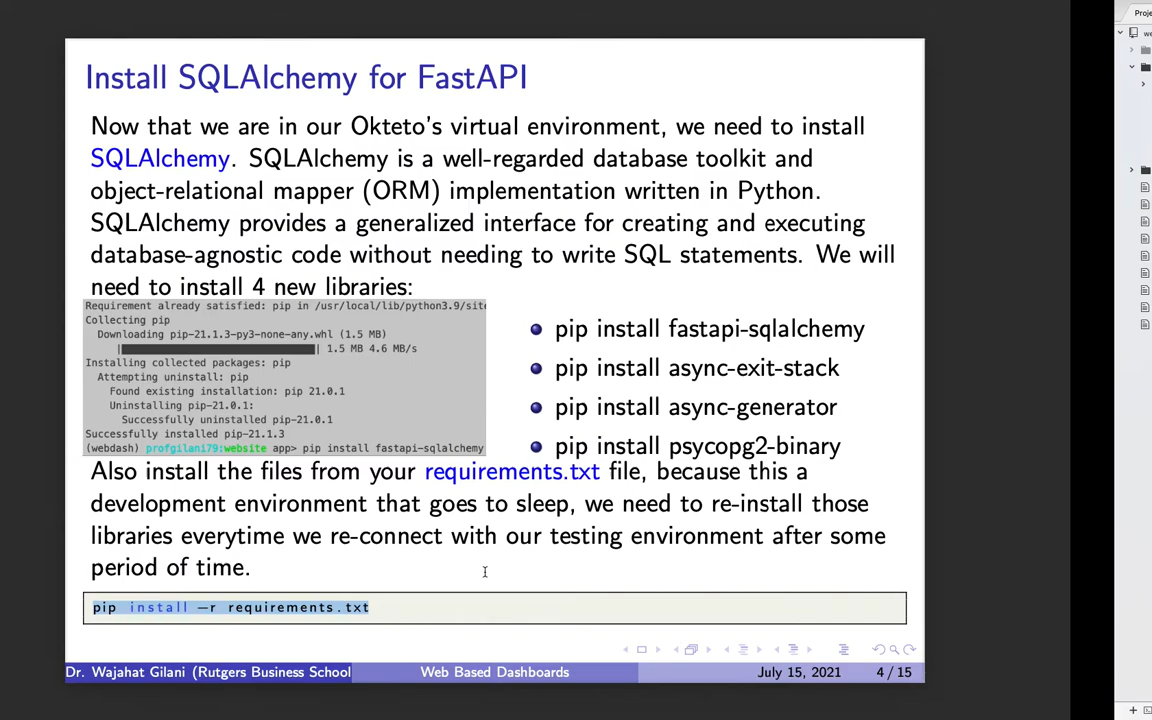 Proje
we
Install SQLAlchemy for FastAPI
Now that we are in our Okteto's virtual environment, we need to install
SQLAlchemy. SQLAlchemy is a well-regarded database toolkit and
object-relational mapper (ORM) implementation written in Python.
SQLAlchemy provides a generalized interface for creating and executing
database-agnostic code without needing to write SQL statements. We will
need to install 4 new libraries:
Requirement already satisfied: pip in /usr/local/lib/python3.9/site
Collecting pip
Downloading pip-21.1.3-py3-none-any.whl (1.5 MB)
| | 1.5 MB 4.6 MB/s
Installing collected packages: pip
Attempting uninstall: pip
Found existing installation: pip 21.0.1
Uninstalling pip-21.0.1:
Successfully uninstalled pip-21.0.1
Successfully installed pip-21.1.3
(webdash) profgilani79:website app> pip install fastapi-sqlalchemy
pip install fastapi-sqlalchemy
pip install async-exit-stack
pip install async-generator
pip install psycopg2-binary
Also install the files from your requirements.txt file, because this a
development environment that goes to sleep, we need to re-install those
libraries everytime we re-connect with our testing environment after some
period of time.
pip install -r requirements.txt
Dr. Wajahat Gilani (Rutgers Business School Web Based Dashboards July 15, 2021 4 / 15